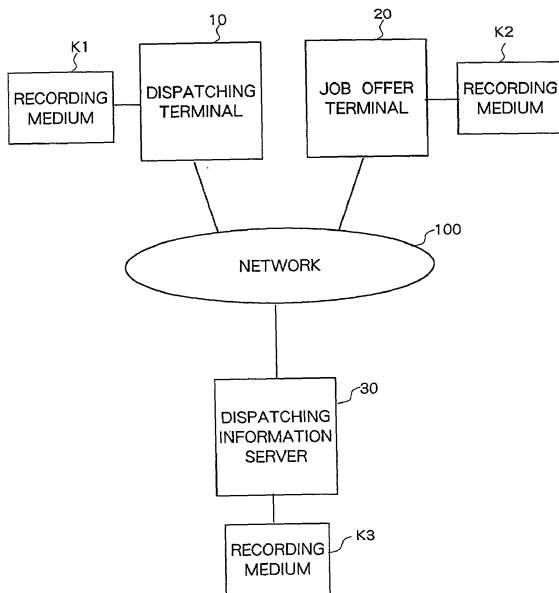 10
20
K1
K2
RECORDING
MEDIUM
DISPATCHING
TERMINAL
JOB OFFER
TERMINAL
RECORDING
MEDIUM
100
NETWORK
30
DISPATCHING
INFORMATION
SERVER
K3
RECORDING
MEDIUM